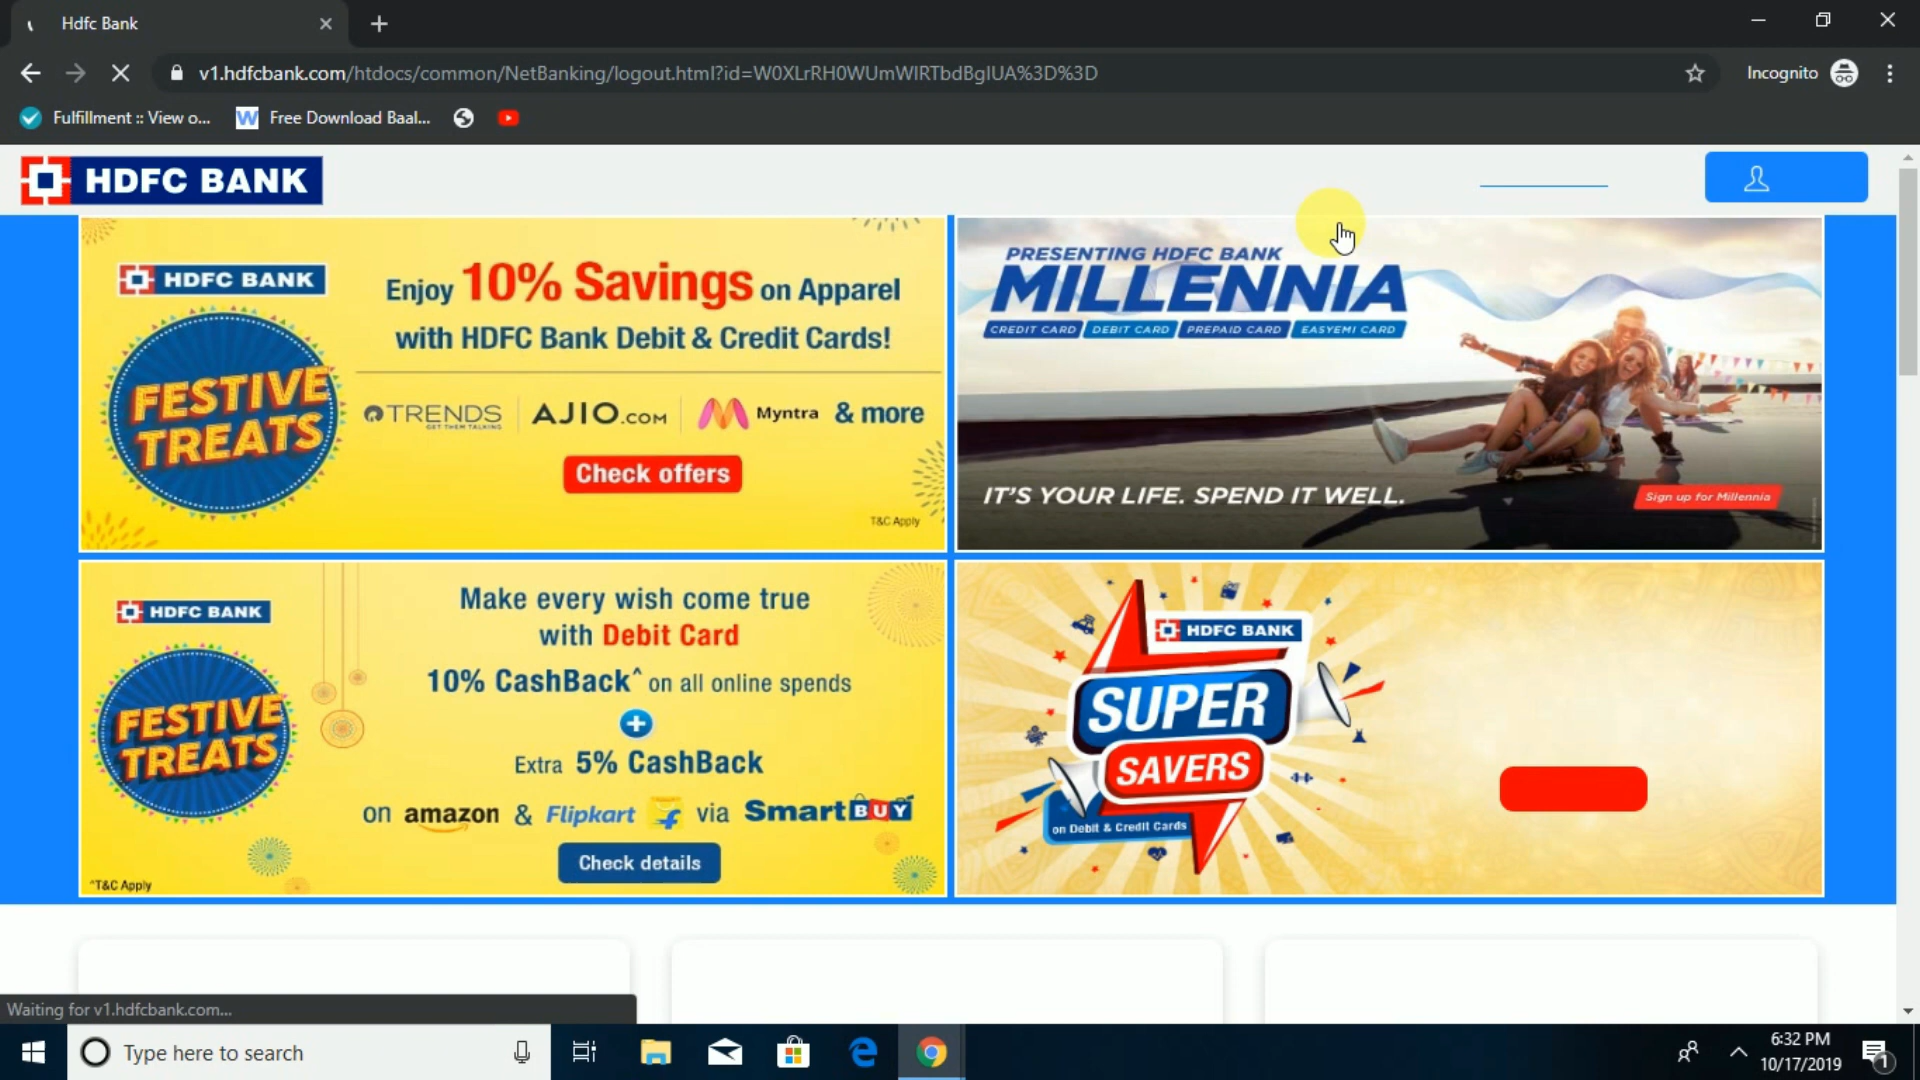 Hdfc Bank
v1.hdfcbank.com/htdocs/common/NetBanking/logout.html?id=W0XLrRH0WUmWlRTbdBglUA%3D%3D
Incognito
Fulfillment :: View o...
Free Download Baal...
HDFC BANK
HDFC BANK
FESTIVE
TREATS
Enjoy 10% Savings on Apparel
with HDFC Bank Debit & Credit Cards!
TRENDS
GET THEM TALKING
AJIO.COM
Myntra
& more
Check offers
T&C Apply
PRESENTING HDFC BANK
MILLENNIA
CREDIT CARD DEBIT CARD PREPAID CARD EASYEMI CARD
IT'S YOUR LIFE. SPEND IT WELL.
Sign up for Millennia
HDFC BANK
FESTIVE
TREATS
Make every wish come true
with Debit Card
10% CashBack^ on all online spends
+
Extra 5% CashBack
on amazon & Flipkart via SmartBUY
Check details
^T&C Apply
HDFC BANK
SUPER
SAVERS
on Debit & Credit Cards
Waiting for v1.hdfcbank.com...
Type here to search
6:32 PM
10/17/2019
1